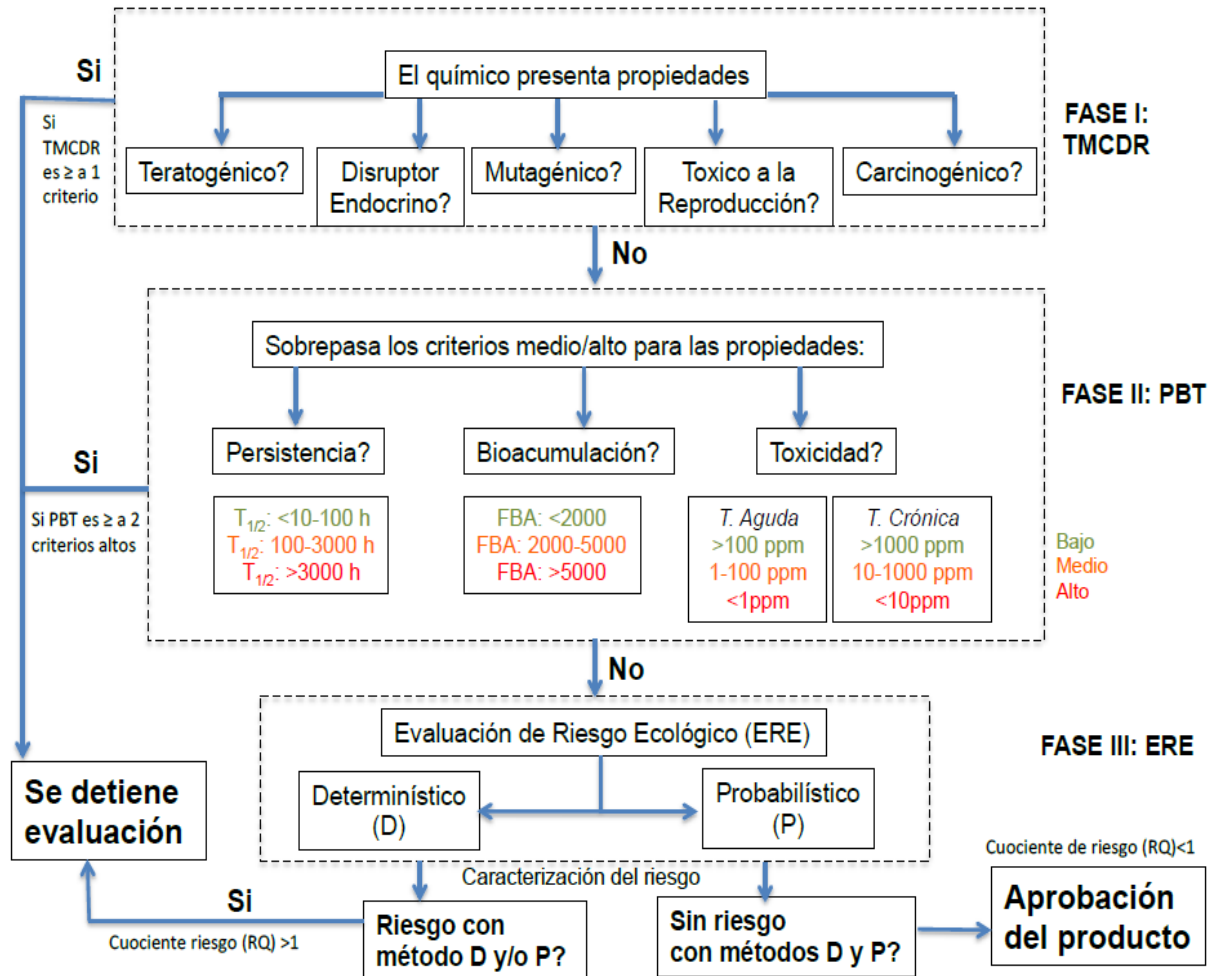 Si
El químico presenta propiedades
FASE I:
TMCDR
Si
TMCDR
es ≥ a 1
criterio
Teratogénico?
Disruptor
Endocrino?
Mutagénico?
Toxico a la
Reproducción?
Carcinogénico?
No
Sobrepasa los criterios medio/alto para las propiedades:
FASE II: PBT
Si
Si PBT es ≥ a 2
criterios altos
Persistencia?
Bioacumulación?
Toxicidad?
T1/2: <10-100 h
T1/2: 100-3000 h
T1/2: >3000 h
FBA: <2000
FBA: 2000-5000
FBA: >5000
T. Aguda
>100 ppm
1-100 ppm
<1ppm
T. Crónica
>1000 ppm
10-1000 ppm
<10ppm
Bajo
Medio
Alto
No
Evaluación de Riesgo Ecológico (ERE)
FASE III: ERE
Determinístico
(D)
Probabilístico
(P)
Se detiene
evaluación
Caracterización del riesgo
Si
Cuociente riesgo (RQ) >1
Riesgo con
método D y/o P?
Sin riesgo
con métodos D y P?
Cuociente de riesgo (RQ)<1
Aprobación
del producto